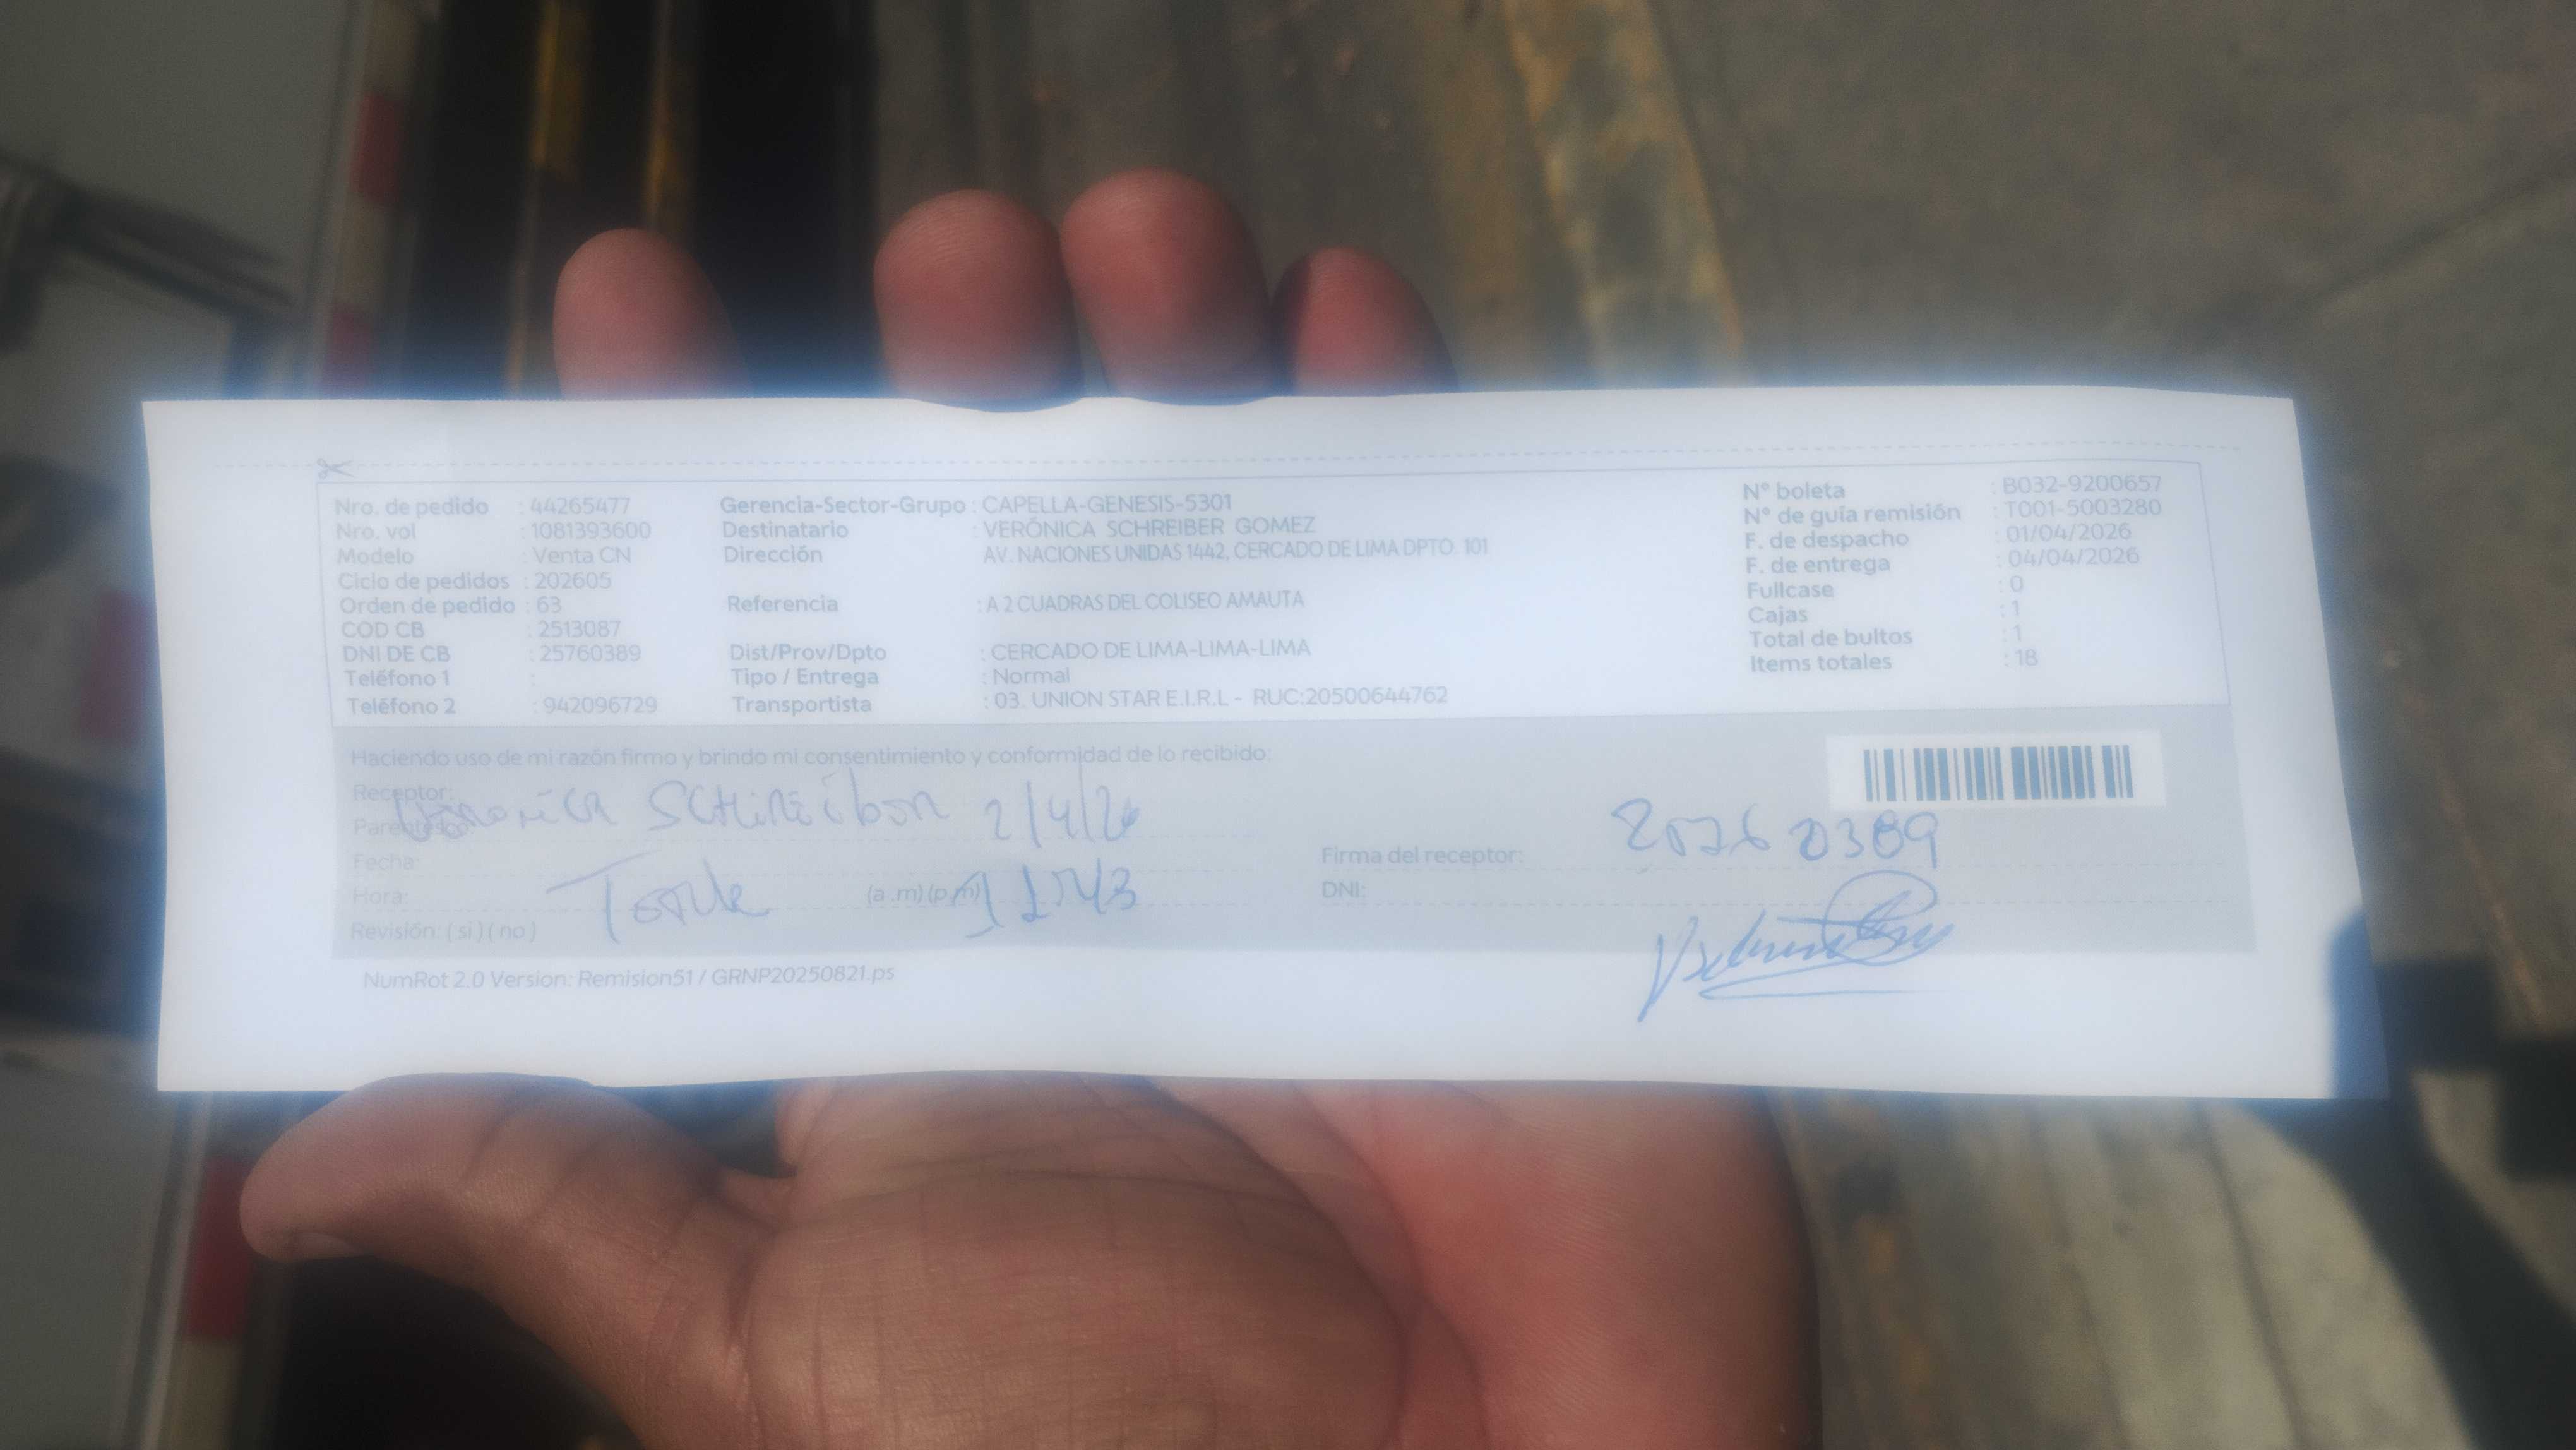 Nro. de pedido : 44265477
Nro. vol : 1081393600
Modelo : Venta CN
Ciclo de pedidos : 202605
Orden de pedido : 63
COD CB : 2513087
DNI DE CB : 25760389
Teléfono 1 :
Teléfono 2 : 942096729
Gerencia-Sector-Grupo : CAPELLA-GENESIS-5301
Destinatario : VERÓNICA SCHREIBER GOMEZ
Dirección AV. NACIONES UNIDAS 1442, CERCADO DE LIMA DPTO. 101
Referencia : A 2 CUADRAS DEL COLISEO AMAUTA
Dist/Prov/Dpto : CERCADO DE LIMA-LIMA-LIMA
Tipo / Entrega : Normal
Transportista : 03. UNION STAR E.I.R.L - RUC:20500644762
N° boleta : B032-9200657
N° de guía remisión : T001-5003280
F. de despacho : 01/04/2026
F. de entrega : 04/04/2026
Fullcase : 0
Cajas : 1
Total de bultos : 1
Items totales : 18
Haciendo uso de mi razón firmo y brindo mi consentimiento y conformidad de lo recibido:
Receptor:
Parentesco:
2/4/26
Fecha:
Hora: (a .m) (p.m)
Revisión: ( si ) ( no )
Firma del receptor:
DNI:
NumRot 2.0 Version: Remision51 / GRNP20250821.ps